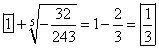 1 + ⁵√(-32/243) = 1 - 2/3 = 1/3